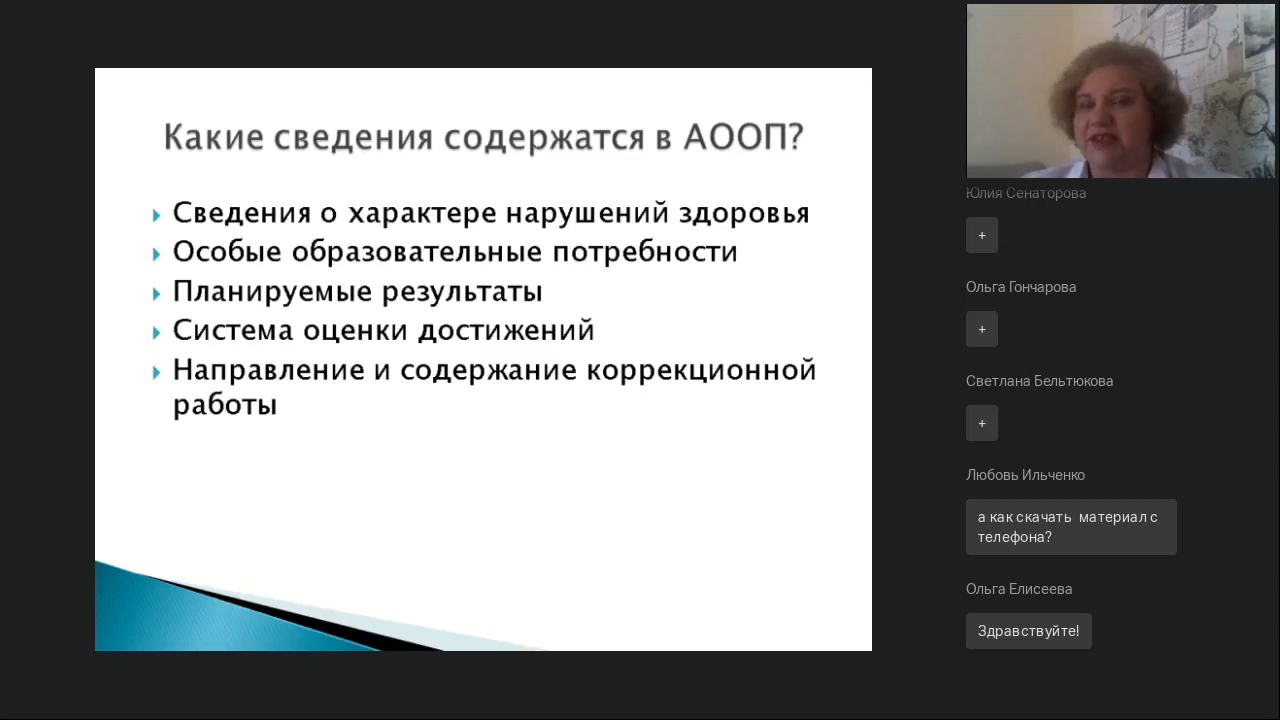 Какие сведения содержатся в АООП?
Сведения о характере нарушений здоровья
Особые образовательные потребности
Планируемые результаты
Система оценки достижений
Направление и содержание коррекционной
работы
Юлия Сенаторова
+
Ольга Гончарова
+
Светлана Бельтюкова
+
Любовь Ильченко
а как скачать материал с
телефона?
Ольга Елисеева
Здравствуйте!